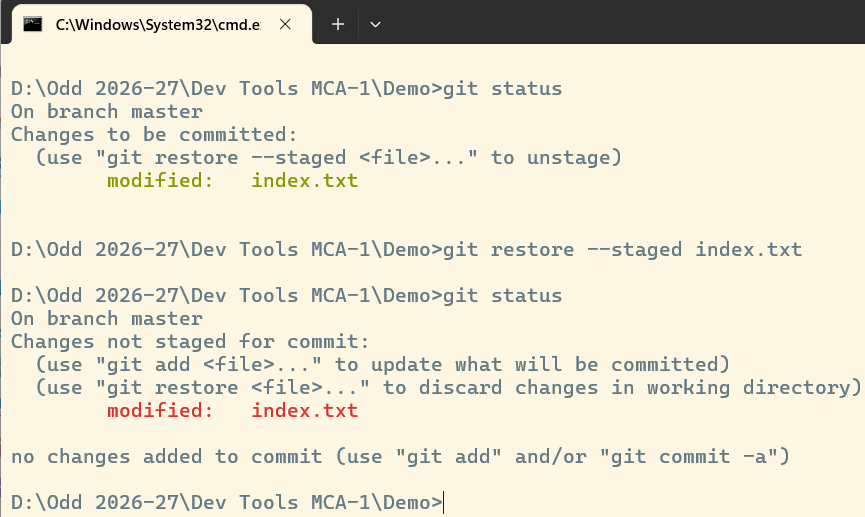 C:\Windows\System32\cmd.e
D:\Odd 2026-27\Dev Tools MCA-1\Demo>git status
On branch master
Changes to be committed:
  (use "git restore --staged <file>..." to unstage)
        modified:   index.txt
D:\Odd 2026-27\Dev Tools MCA-1\Demo>git restore --staged index.txt
D:\Odd 2026-27\Dev Tools MCA-1\Demo>git status
On branch master
Changes not staged for commit:
  (use "git add <file>..." to update what will be committed)
  (use "git restore <file>..." to discard changes in working directory)
        modified:   index.txt
no changes added to commit (use "git add" and/or "git commit -a")
D:\Odd 2026-27\Dev Tools MCA-1\Demo>